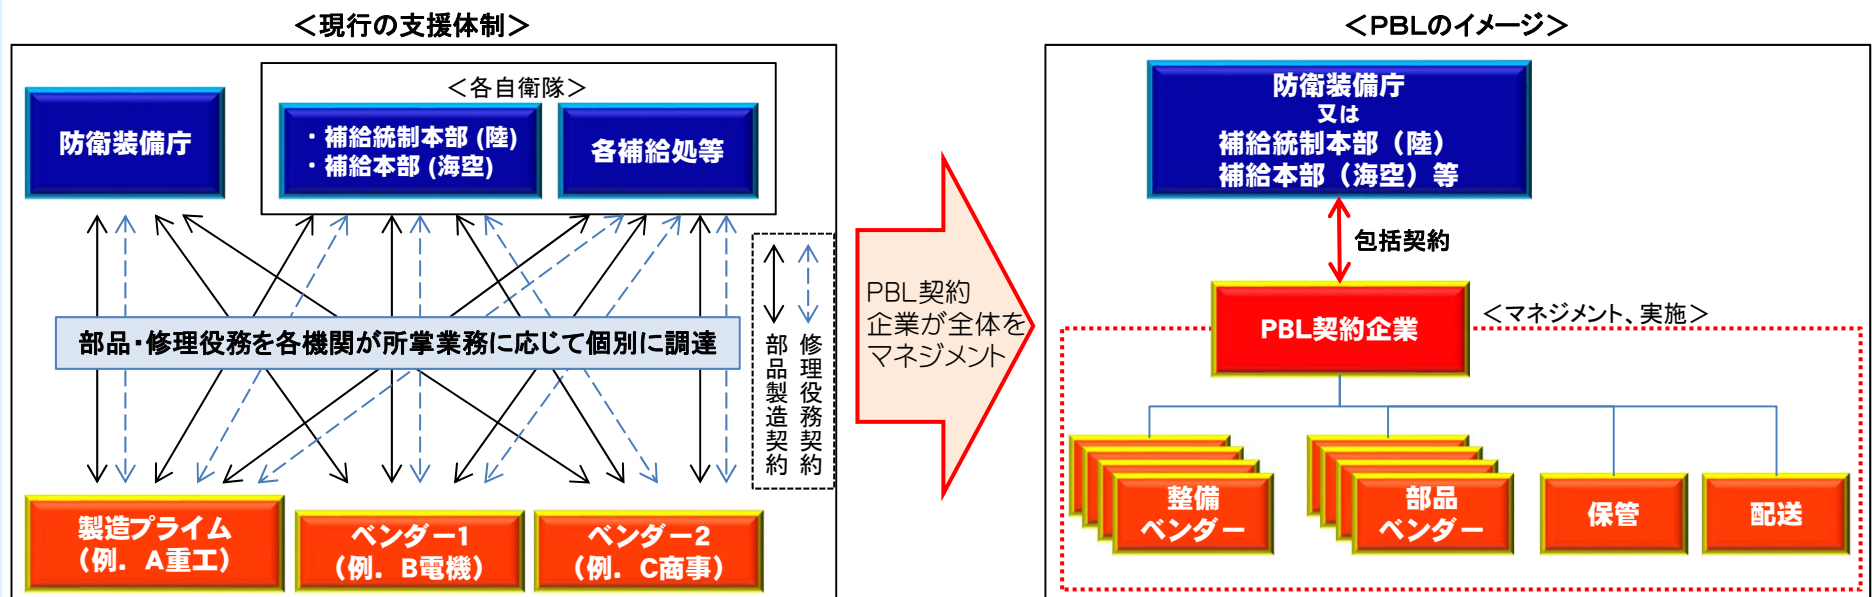 ＜現行の支援体制＞
＜各自衛隊＞
防衛装備庁
・補給統制本部 (陸)
・補給本部 (海空)
各補給処等
部品・修理役務を各機関が所掌業務に応じて個別に調達
部品製造契約
修理役務契約
製造プライム
（例．A重工）
ベンダー1
（例．B電機）
ベンダー2
（例．C商事）
PBL契約
企業が全体を
マネジメント
＜PBLのイメージ＞
防衛装備庁
又は
補給統制本部（陸）
補給本部（海空）等
包括契約
PBL契約企業
＜マネジメント、実施＞
整備
ベンダー
部品
ベンダー
保管
配送